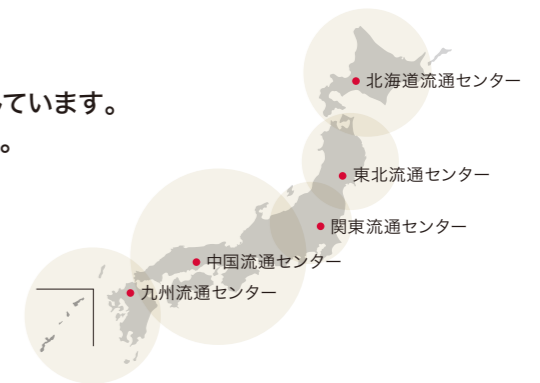 ています。
。
北海道流通センター
東北流通センター
関東流通センター
中国流通センター
九州流通センター